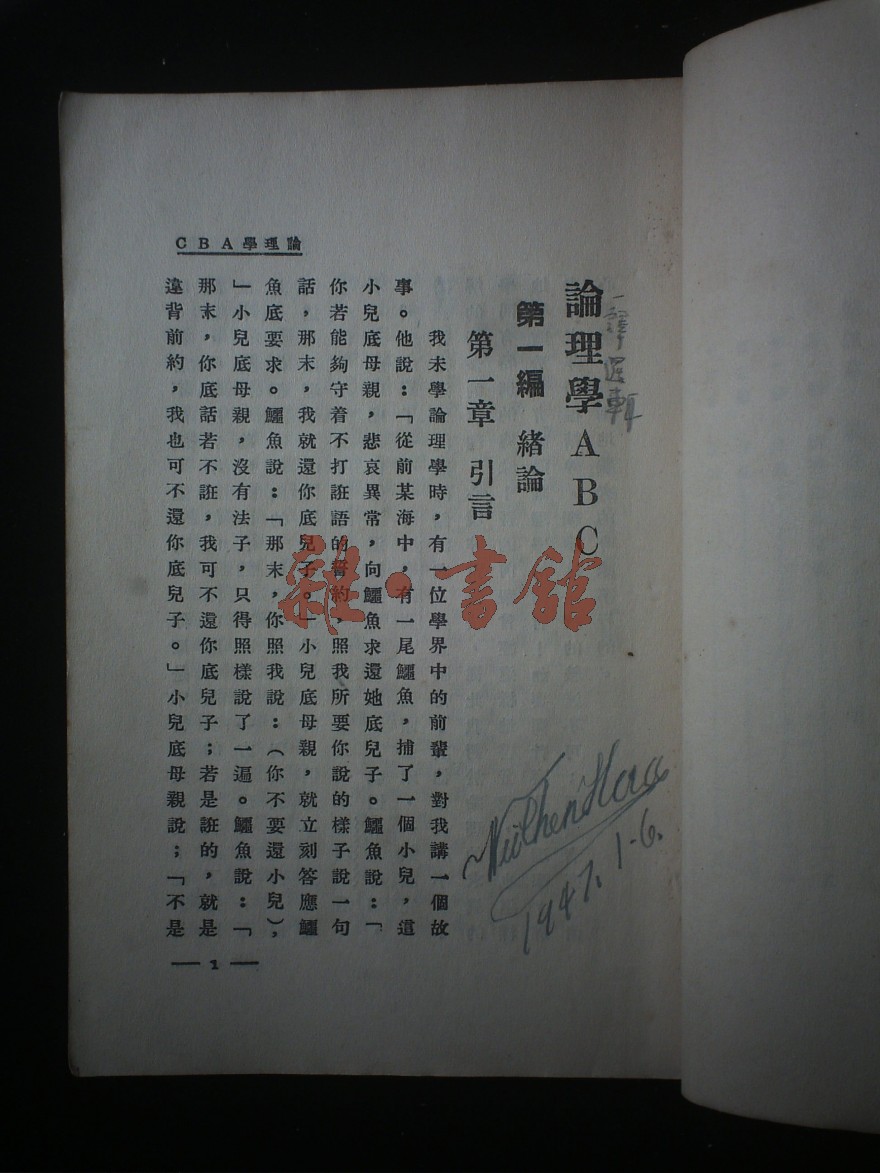 CBA學理論
論理學ABC
一譯邏輯
第一編 緒論
第一章 引言
我未學論理學時，有一位學界中的前輩，對我講一個故
事。他說：「從前某海中，有一尾鱷魚，捕了一個小兒，這
小兒底母親，悲哀異常，向鱷魚求還她底兒子。鱷魚說：「
你若能夠守着不打誑語的誓約，照我所要你說的樣子說一句
話，那末，我就還你底兒子。」小兒底母親，就立刻答應鱷
魚底要求。鱷魚說：「那末，你照我說：（你不要還小兒），
」小兒底母親，沒有法子，只得照樣說了一遍。鱷魚說：「
那末，你底話若不誑，我可不還你底兒子；若是誑的，就是
違背前約，我也可不還你底兒子。」小兒底母親說；「不是
— 1 —
1947.1-6.
雜·書館